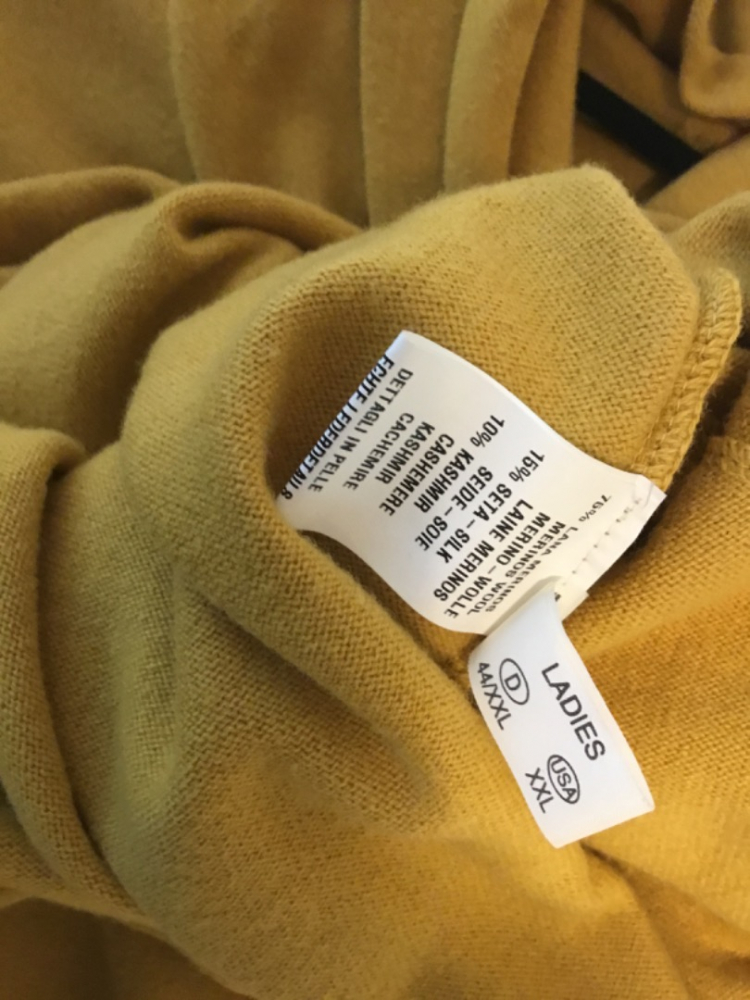 75% LANA MERINOS
MERINOS WOOL
MERINO – WOLLE
LAINE MERINOS
15% SETA – SILK
SEIDE – SOIE
10% KASHMIR
CASHEMERE
KASHMIR
CACHEMIRE
DETTAGLI IN PELLE
ECHTE LEDERDETAILS
LADIES
D USA
44/XXL XXL